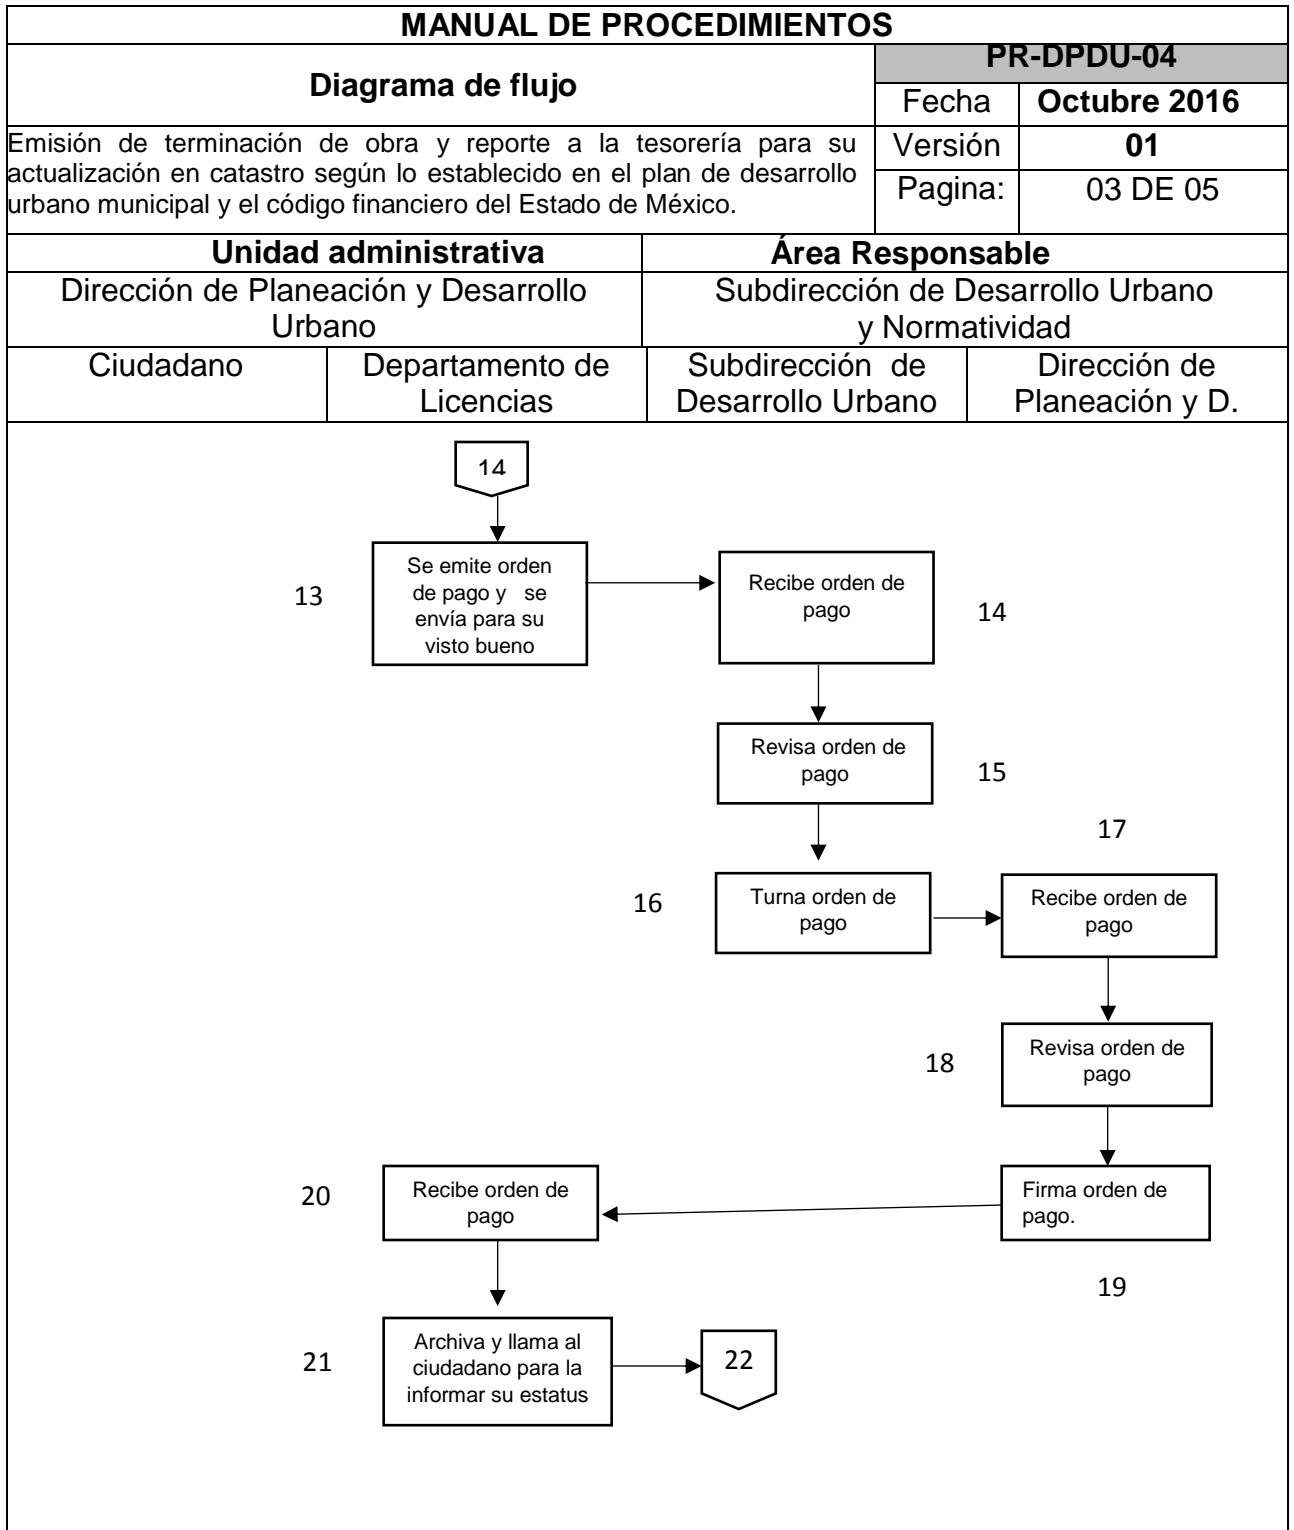 MANUAL DE PROCEDIMIENTOS
Diagrama de flujo
PR-DPDU-04
Fecha
Octubre 2016
Emisión de terminación de obra y reporte a la tesorería para su
actualización en catastro según lo establecido en el plan de desarrollo
urbano municipal y el código financiero del Estado de México.
Versión
01
Pagina:
03 DE 05
Unidad administrativa
Área Responsable
Dirección de Planeación y Desarrollo
Urbano
Subdirección de Desarrollo Urbano
y Normatividad
Ciudadano
Departamento de
Licencias
Subdirección de
Desarrollo Urbano
Dirección de
Planeación y D.
14
13
Se emite orden
de pago y se
envía para su
visto bueno
Recibe orden de
pago
14
Revisa orden de
pago
15
17
16
Turna orden de
pago
Recibe orden de
pago
18
Revisa orden de
pago
20
Recibe orden de
pago
Firma orden de
pago.
19
21
Archiva y llama al
ciudadano para la
informar su estatus
22